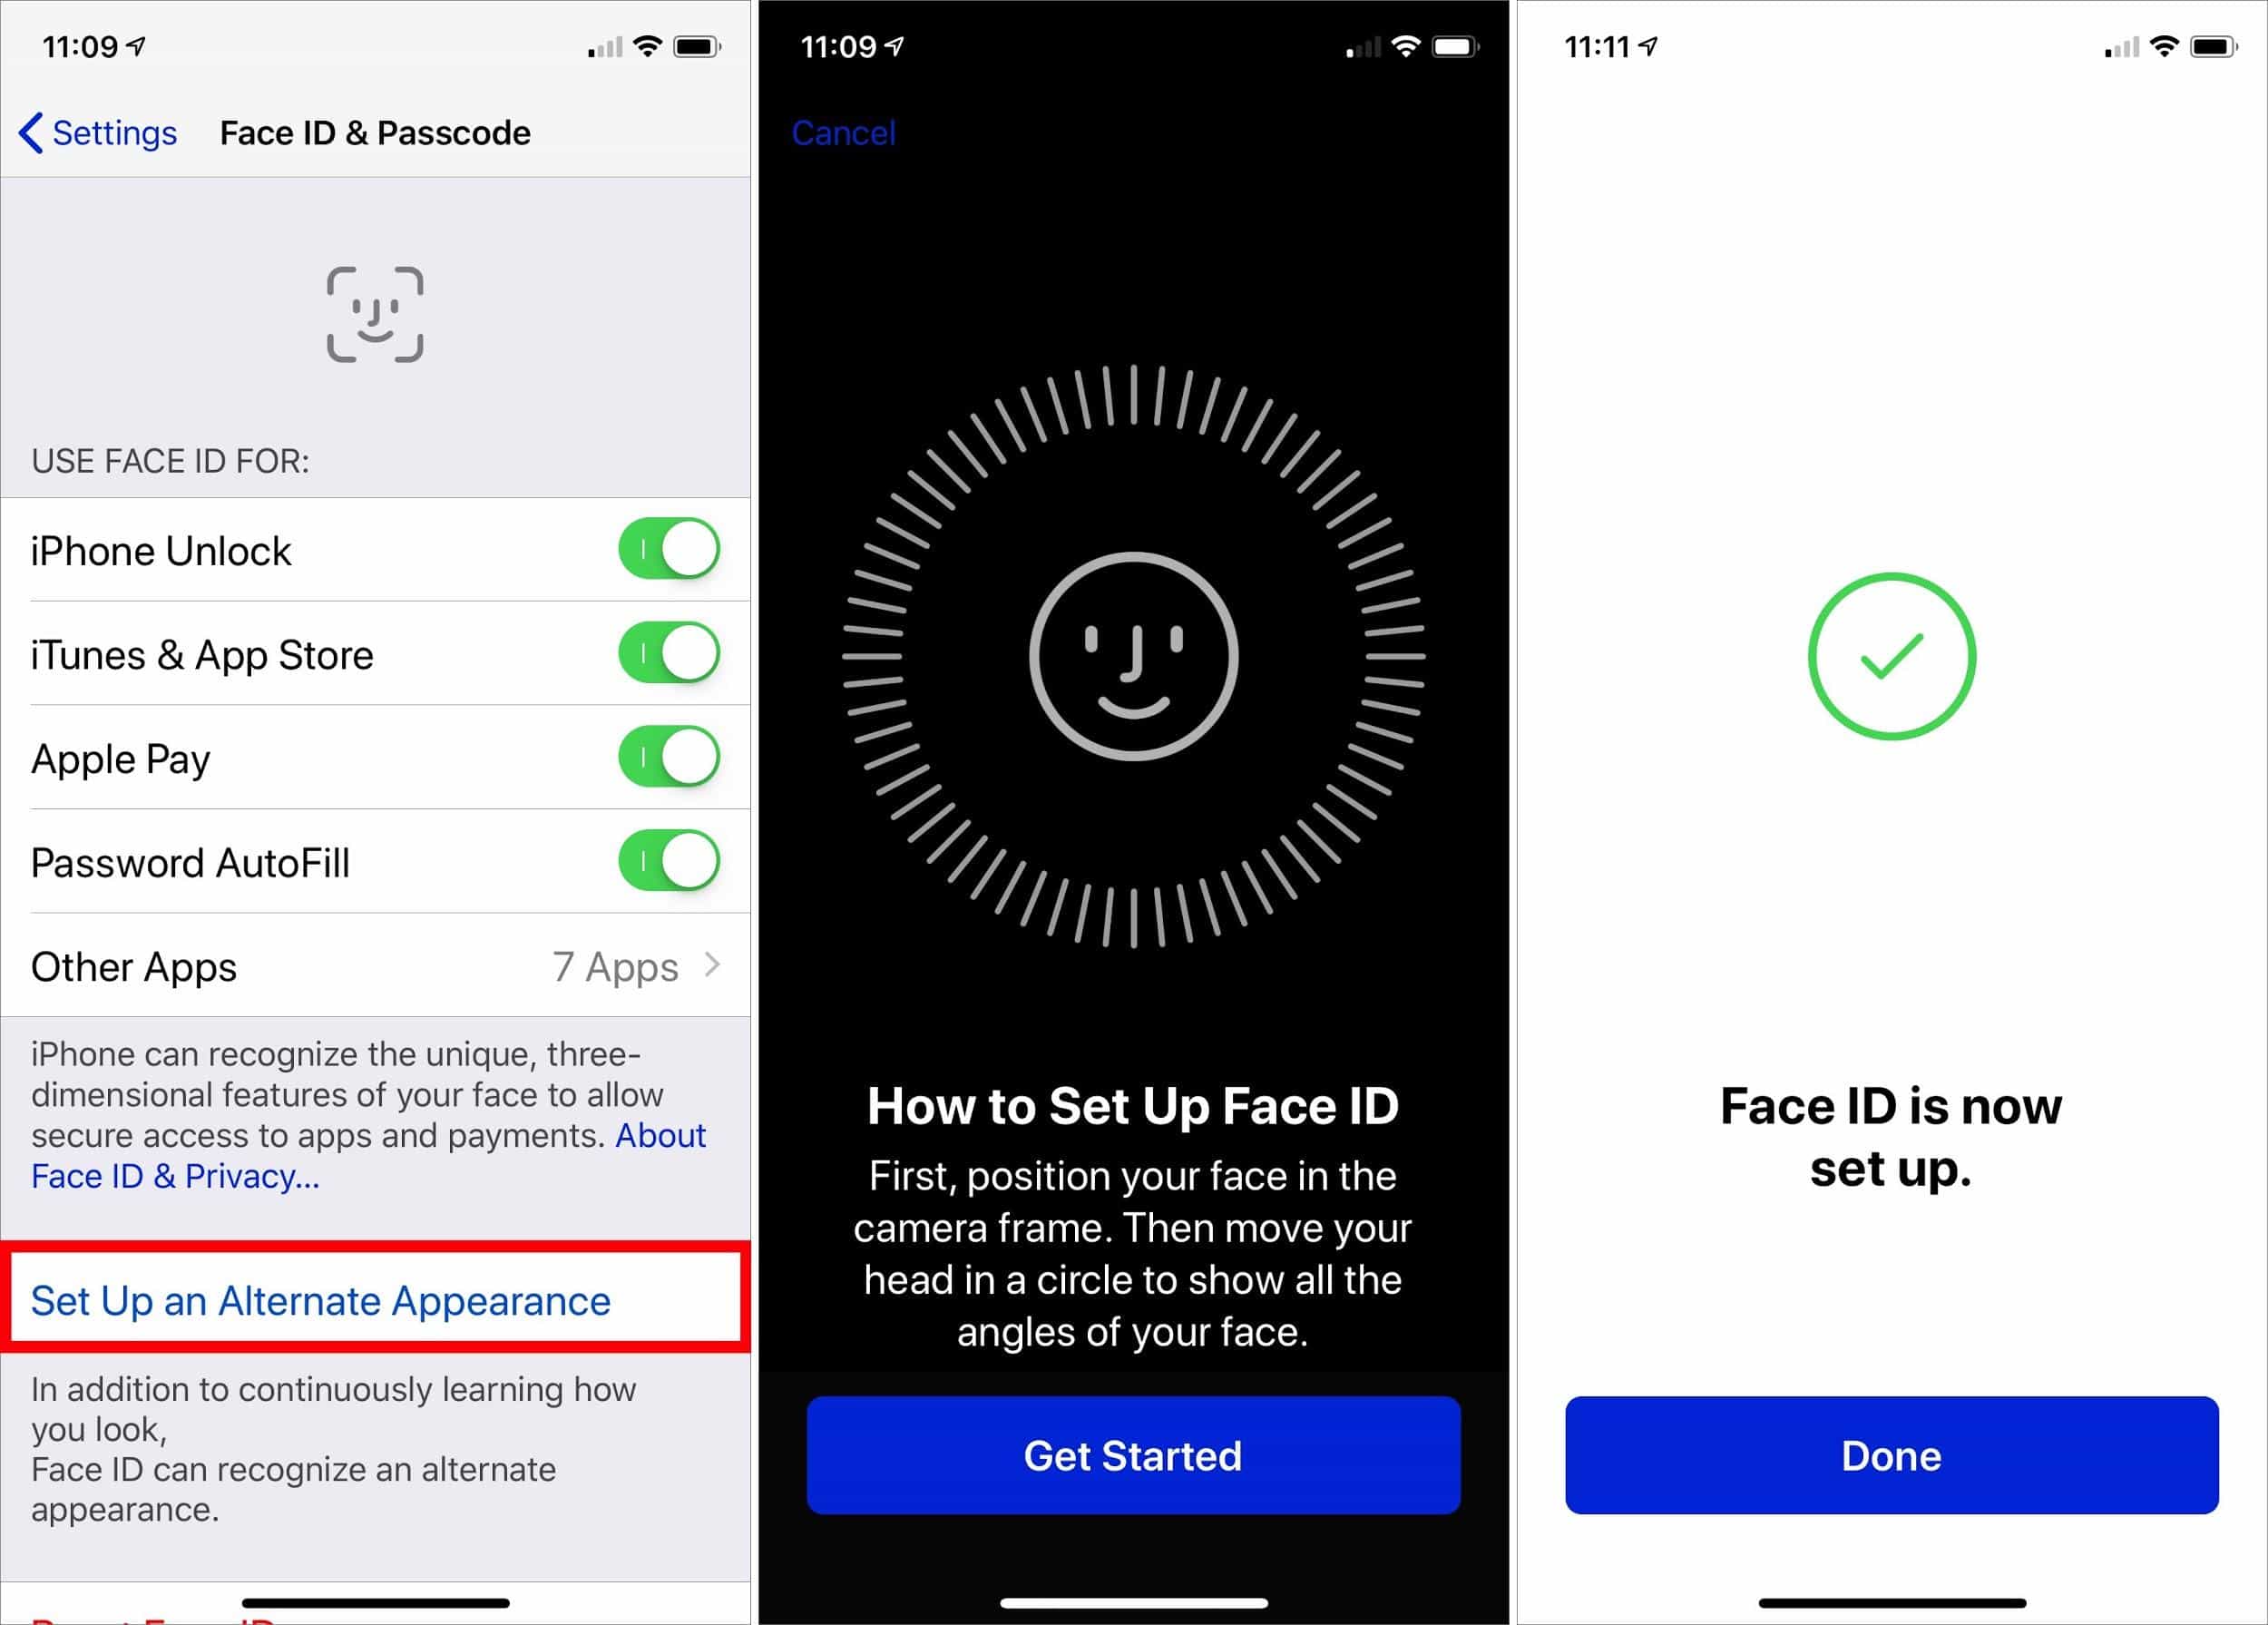 11:09
Settings
Face ID & Passcode
USE FACE ID FOR:
iPhone Unlock
iTunes & App Store
Apple Pay
Password AutoFill
Other Apps
7 Apps
iPhone can recognize the unique, three-
dimensional features of your face to allow
secure access to apps and payments. About
Face ID & Privacy...
Set Up an Alternate Appearance
In addition to continuously learning how
you look,
Face ID can recognize an alternate
appearance.
11:09
Cancel
How to Set Up Face ID
First, position your face in the
camera frame. Then move your
head in a circle to show all the
angles of your face.
Get Started
11:11
Face ID is now
set up.
Done